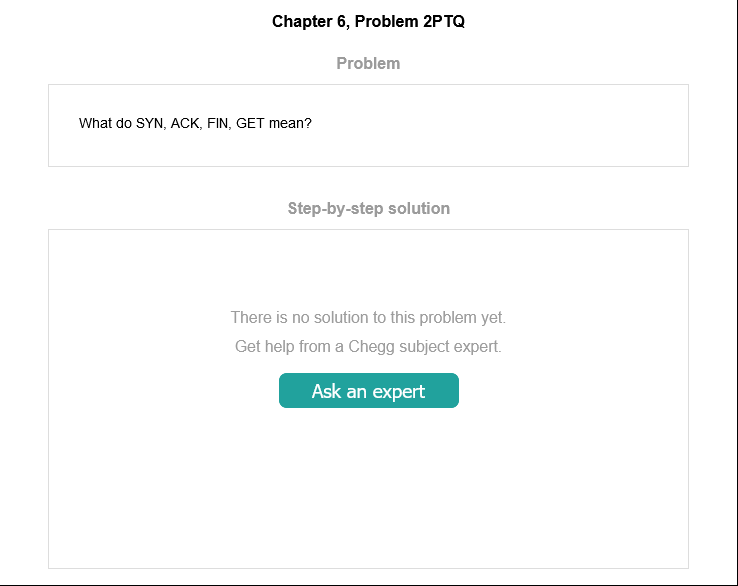 Chapter 6, Problem 2PTQ
Problem
What do SYN, ACK, FIN, GET mean?
Step-by-step solution
There is no solution to this problem yet.
Get help from a Chegg subject expert.
Ask an expert